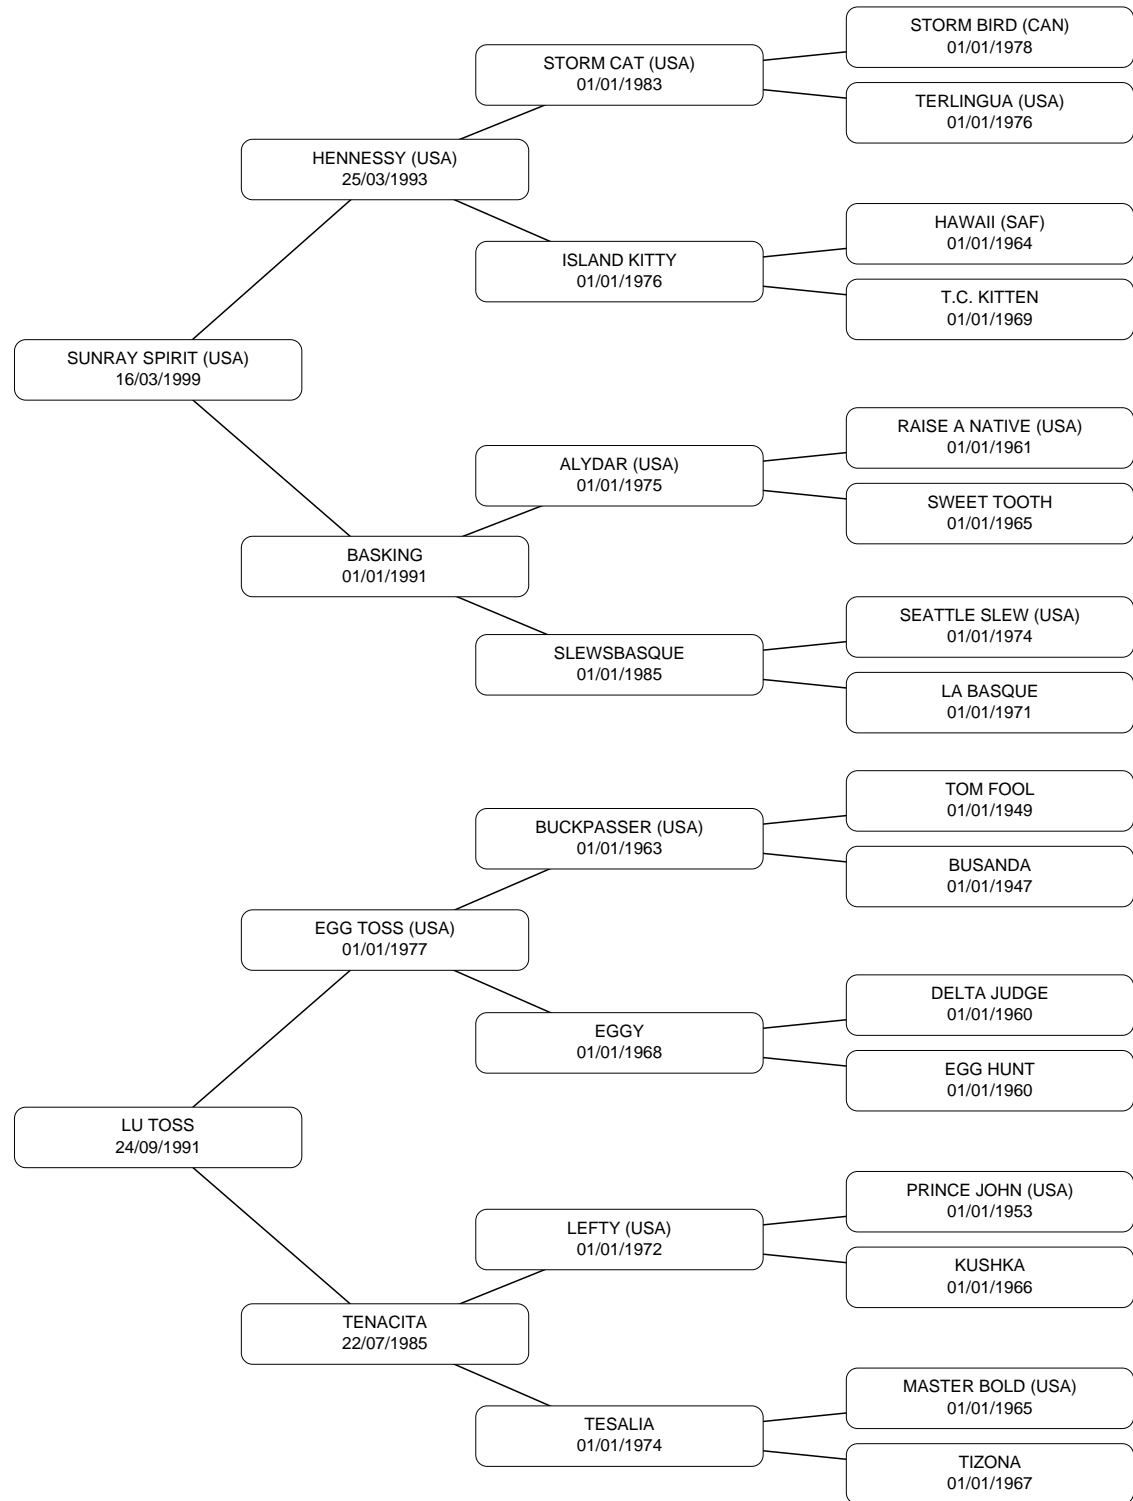 STORM BIRD (CAN)
01/01/1978
STORM CAT (USA)
01/01/1983
TERLINGUA (USA)
01/01/1976
HENNESSY (USA)
25/03/1993
HAWAII (SAF)
01/01/1964
ISLAND KITTY
01/01/1976
T.C. KITTEN
01/01/1969
SUNRAY SPIRIT (USA)
16/03/1999
RAISE A NATIVE (USA)
01/01/1961
ALYDAR (USA)
01/01/1975
SWEET TOOTH
01/01/1965
BASKING
01/01/1991
SEATTLE SLEW (USA)
01/01/1974
SLEWSBASQUE
01/01/1985
LA BASQUE
01/01/1971
TOM FOOL
01/01/1949
BUCKPASSER (USA)
01/01/1963
BUSANDA
01/01/1947
EGG TOSS (USA)
01/01/1977
DELTA JUDGE
01/01/1960
EGGY
01/01/1968
EGG HUNT
01/01/1960
LU TOSS
24/09/1991
PRINCE JOHN (USA)
01/01/1953
LEFTY (USA)
01/01/1972
KUSHKA
01/01/1966
TENACITA
22/07/1985
MASTER BOLD (USA)
01/01/1965
TESALIA
01/01/1974
TIZONA
01/01/1967